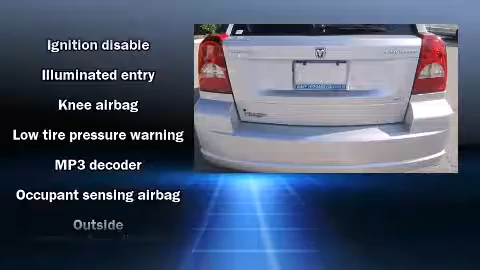 Ignition disable
Illuminated entry
Knee airbag
Low tire pressure warning
MP3 decoder
Occupant sensing airbag
Outside